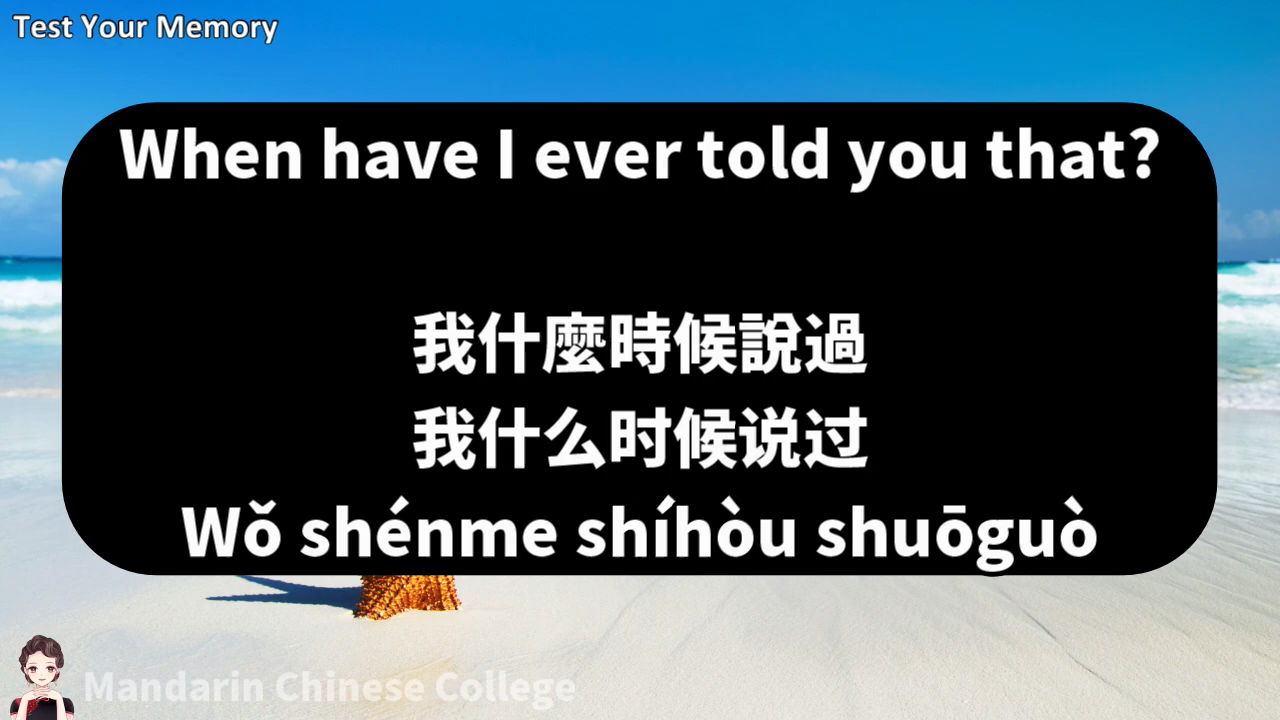 Test Your Memory
When have I ever told you that?
我什麼時候說過
我什么时候说过
Wǒ shénme shíhòu shuōguò
Mandarin Chinese College